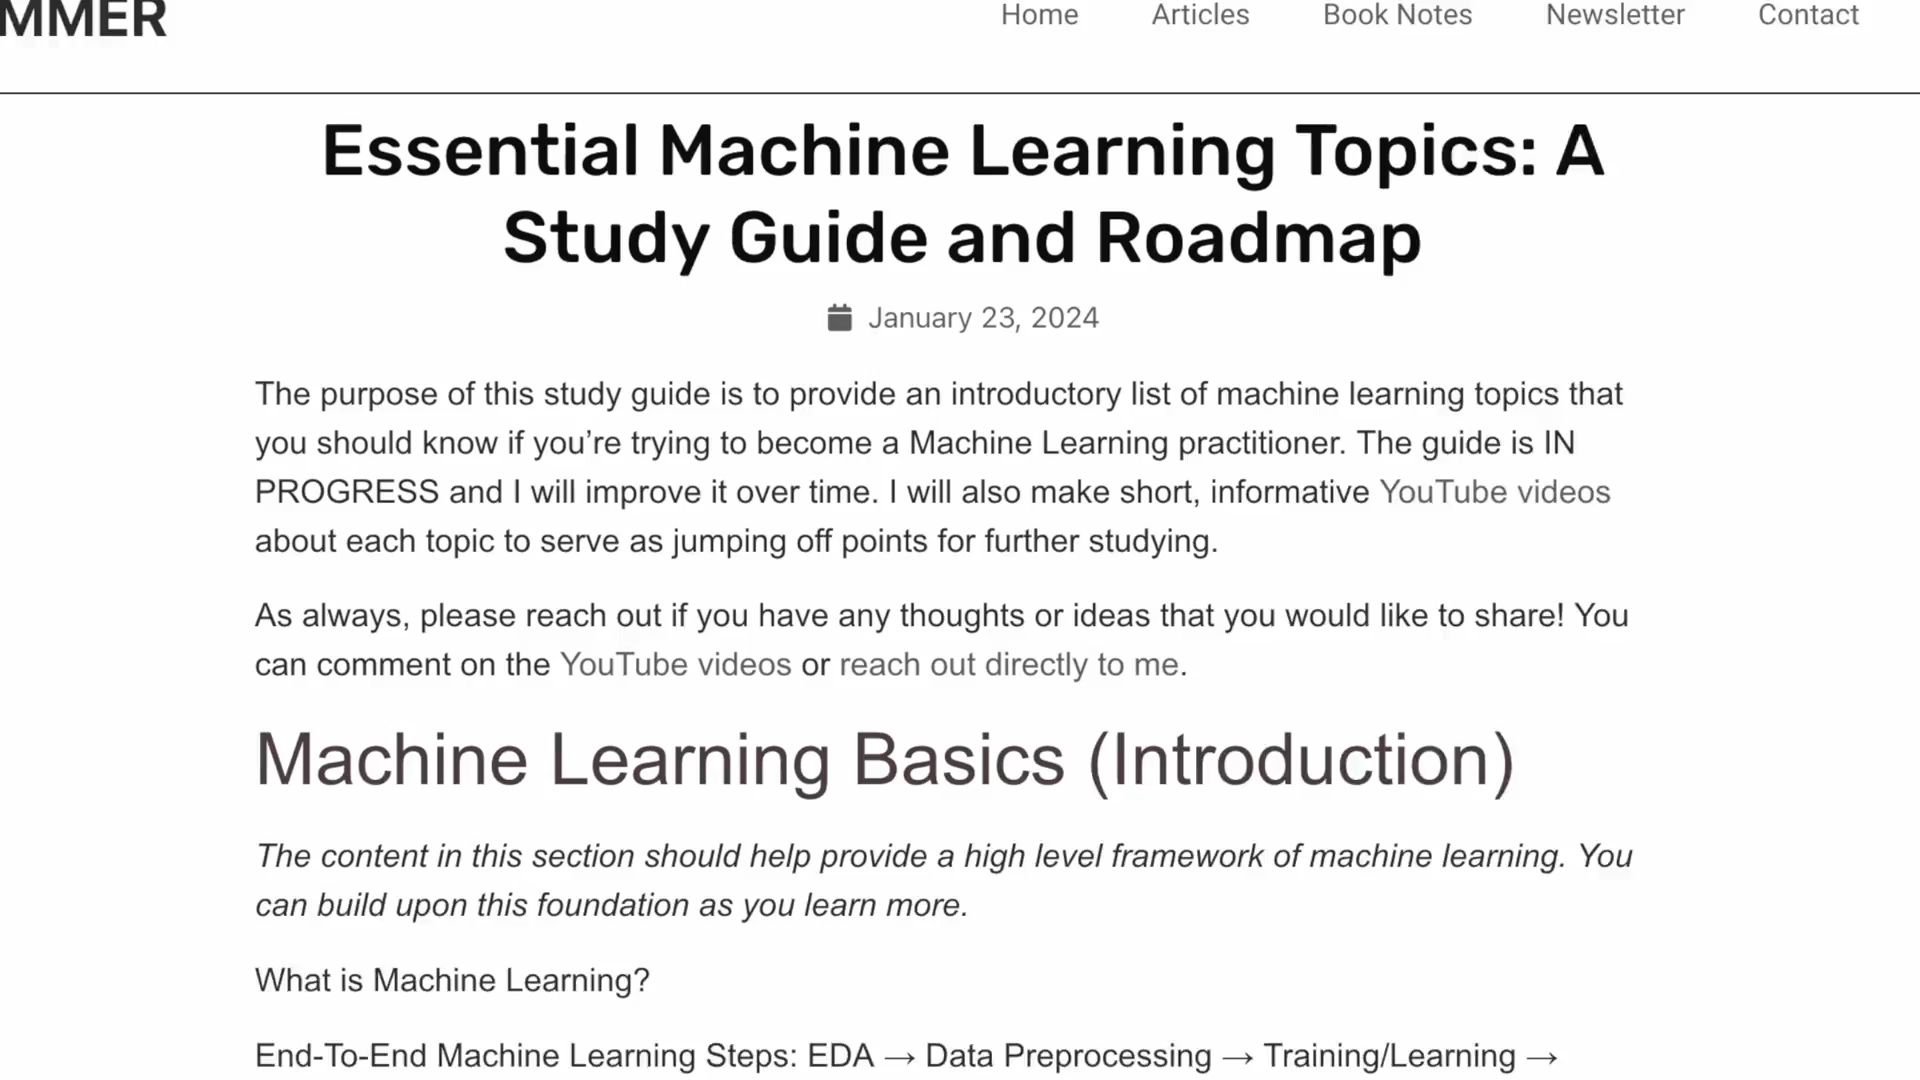 MMER
Home Articles Book Notes Newsletter Contact
Essential Machine Learning Topics: A
Study Guide and Roadmap
January 23, 2024
The purpose of this study guide is to provide an introductory list of machine learning topics that
you should know if you’re trying to become a Machine Learning practitioner. The guide is IN
PROGRESS and I will improve it over time. I will also make short, informative YouTube videos
about each topic to serve as jumping off points for further studying.
As always, please reach out if you have any thoughts or ideas that you would like to share! You
can comment on the YouTube videos or reach out directly to me.
Machine Learning Basics (Introduction)
The content in this section should help provide a high level framework of machine learning. You
can build upon this foundation as you learn more.
What is Machine Learning?
End-To-End Machine Learning Steps: EDA → Data Preprocessing → Training/Learning →